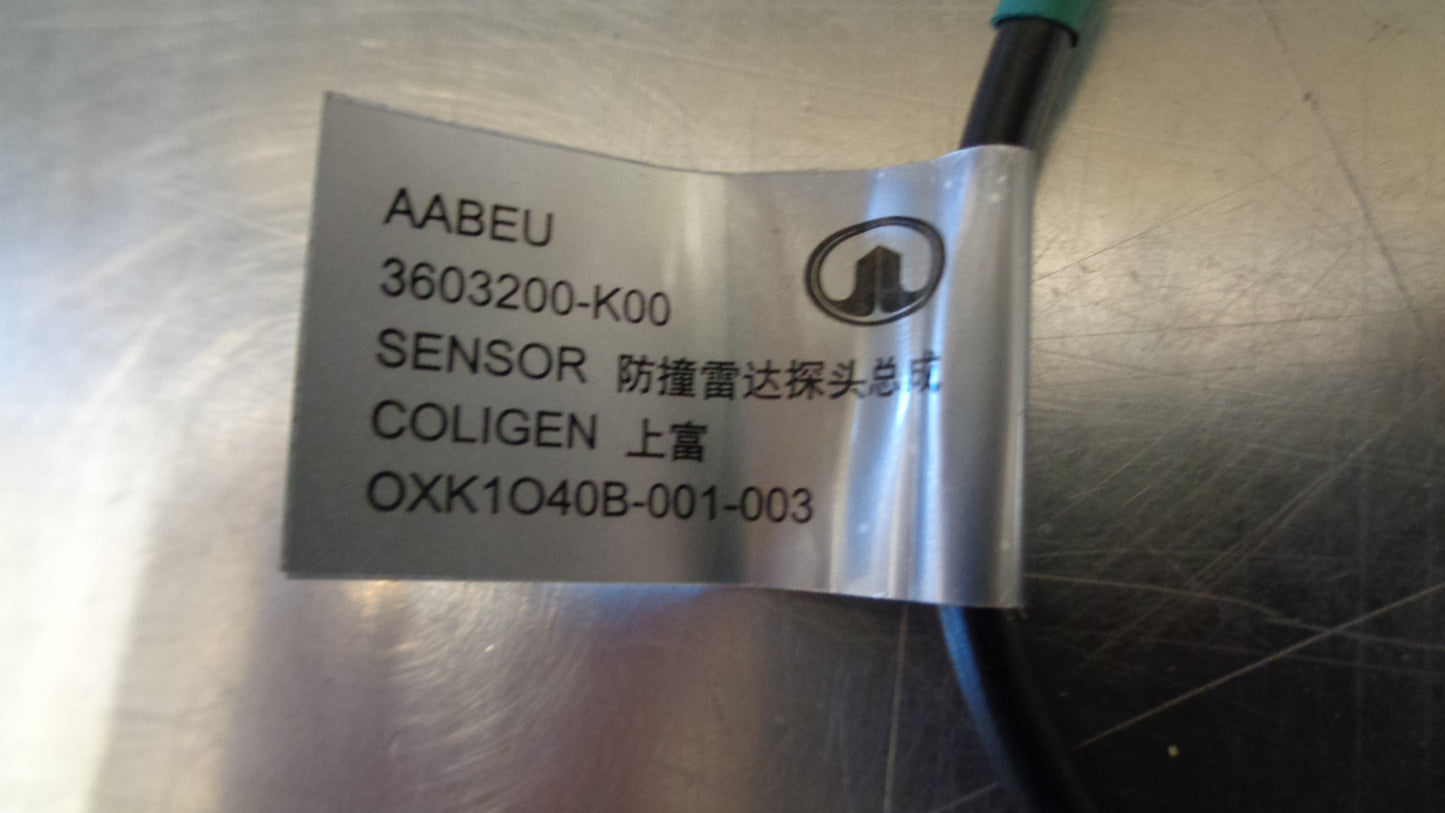 AABEU
3603200-K00
SENSOR 防撞雷达探头总成
COLIGEN 上富
OXK1O40B-001-003